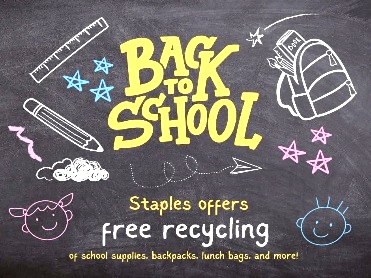 BACK
TO
SCHOOL
Staples offers
free recycling
of school supplies, backpacks, lunch bags, and more!